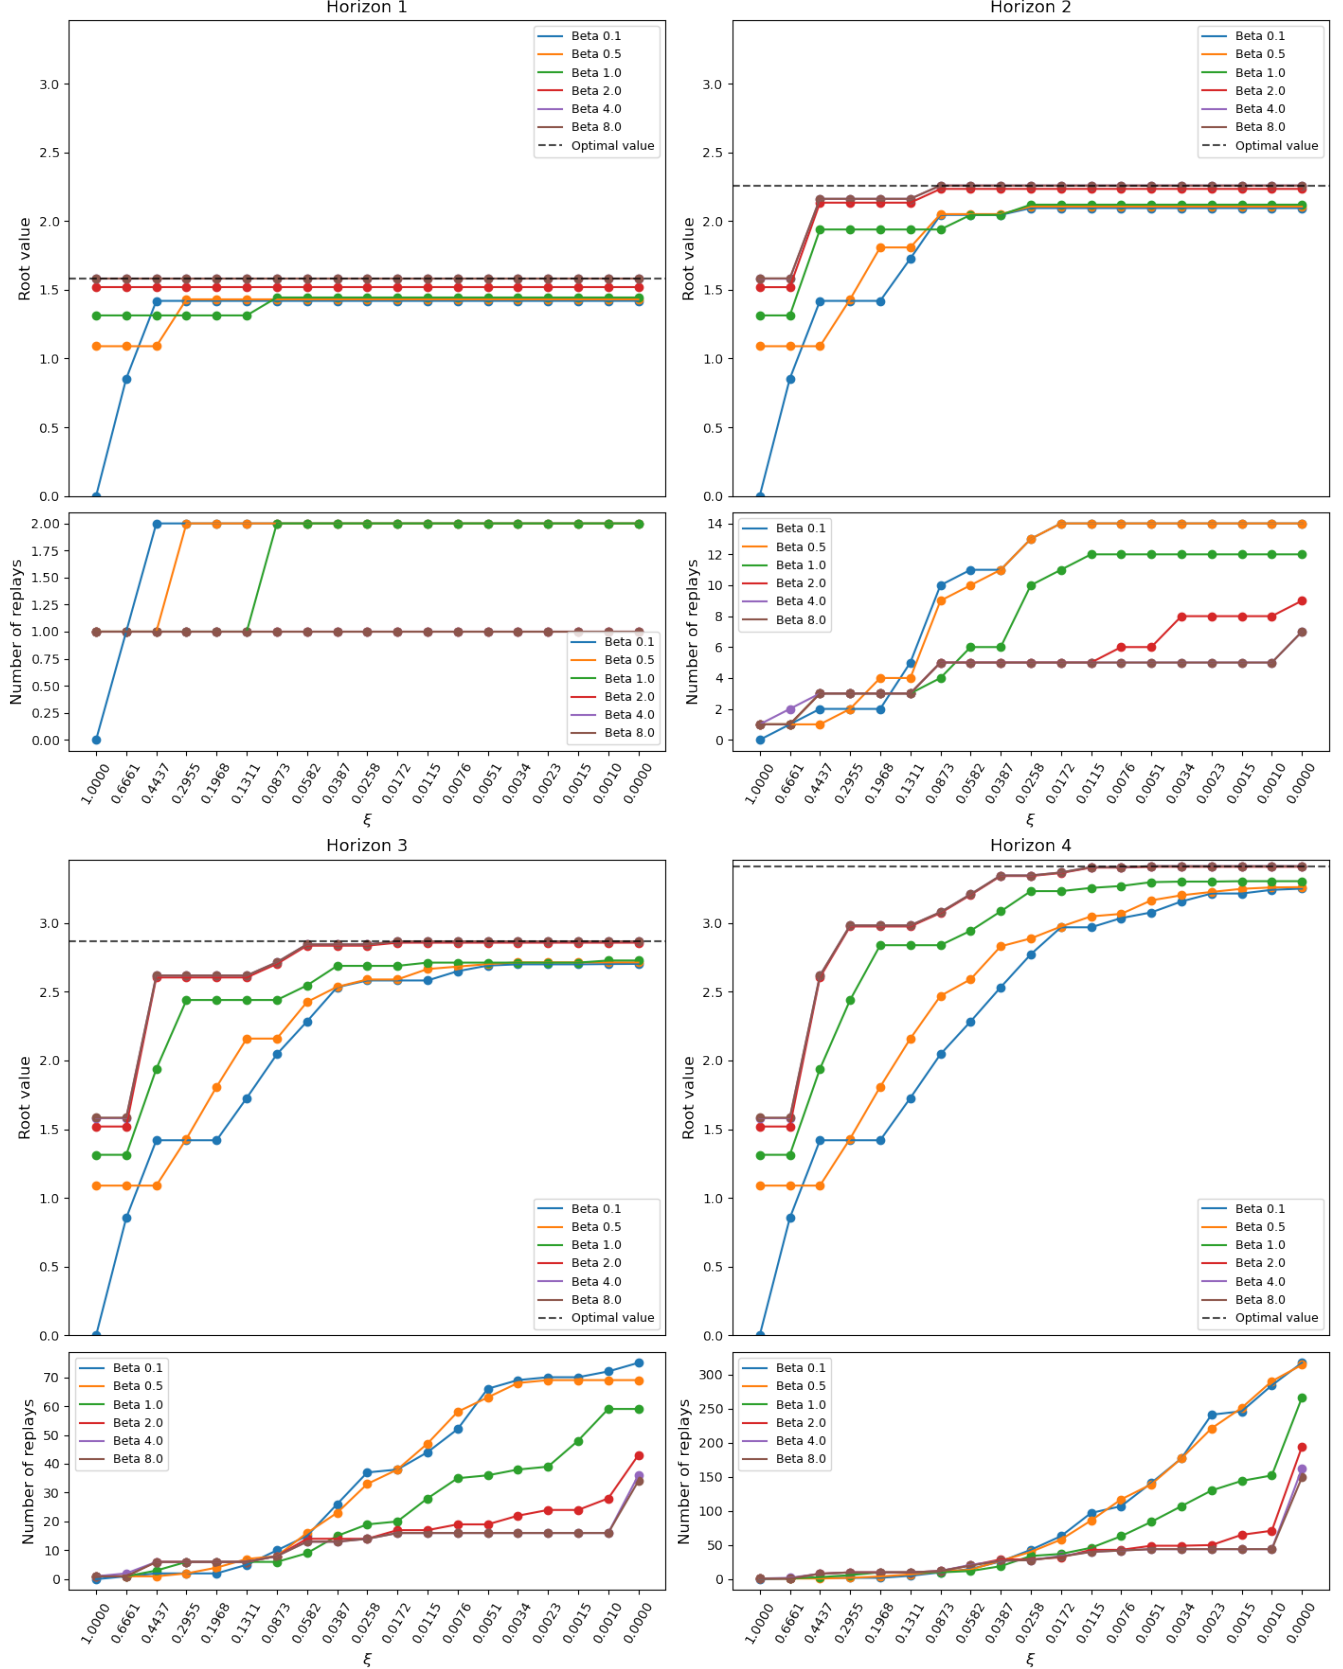 Horizon 1
Root value
3.0
2.5
2.0
1.5
1.0
0.5
0.0
Beta 0.1
Beta 0.5
Beta 1.0
Beta 2.0
Beta 4.0
Beta 8.0
Optimal value
Number of replays
2.00
1.75
1.50
1.25
1.00
0.75
0.50
0.25
0.00
Beta 0.1
Beta 0.5
Beta 1.0
Beta 2.0
Beta 4.0
Beta 8.0
1.0000 0.6661 0.4437 0.2955 0.1968 0.1311 0.0873 0.0582 0.0387 0.0258 0.0172 0.0115 0.0076 0.0051 0.0034 0.0023 0.0015 0.0010 0.0000
ξ
Horizon 2
Root value
3.0
2.5
2.0
1.5
1.0
0.5
0.0
Beta 0.1
Beta 0.5
Beta 1.0
Beta 2.0
Beta 4.0
Beta 8.0
Optimal value
Number of replays
14
12
10
8
6
4
2
0
Beta 0.1
Beta 0.5
Beta 1.0
Beta 2.0
Beta 4.0
Beta 8.0
1.0000 0.6661 0.4437 0.2955 0.1968 0.1311 0.0873 0.0582 0.0387 0.0258 0.0172 0.0115 0.0076 0.0051 0.0034 0.0023 0.0015 0.0010 0.0000
ξ
Horizon 3
Root value
3.0
2.5
2.0
1.5
1.0
0.5
0.0
Beta 0.1
Beta 0.5
Beta 1.0
Beta 2.0
Beta 4.0
Beta 8.0
Optimal value
Number of replays
70
60
50
40
30
20
10
0
Beta 0.1
Beta 0.5
Beta 1.0
Beta 2.0
Beta 4.0
Beta 8.0
1.0000 0.6661 0.4437 0.2955 0.1968 0.1311 0.0873 0.0582 0.0387 0.0258 0.0172 0.0115 0.0076 0.0051 0.0034 0.0023 0.0015 0.0010 0.0000
ξ
Horizon 4
Root value
3.0
2.5
2.0
1.5
1.0
0.5
0.0
Beta 0.1
Beta 0.5
Beta 1.0
Beta 2.0
Beta 4.0
Beta 8.0
Optimal value
Number of replays
300
250
200
150
100
50
0
Beta 0.1
Beta 0.5
Beta 1.0
Beta 2.0
Beta 4.0
Beta 8.0
1.0000 0.6661 0.4437 0.2955 0.1968 0.1311 0.0873 0.0582 0.0387 0.0258 0.0172 0.0115 0.0076 0.0051 0.0034 0.0023 0.0015 0.0010 0.0000
ξ